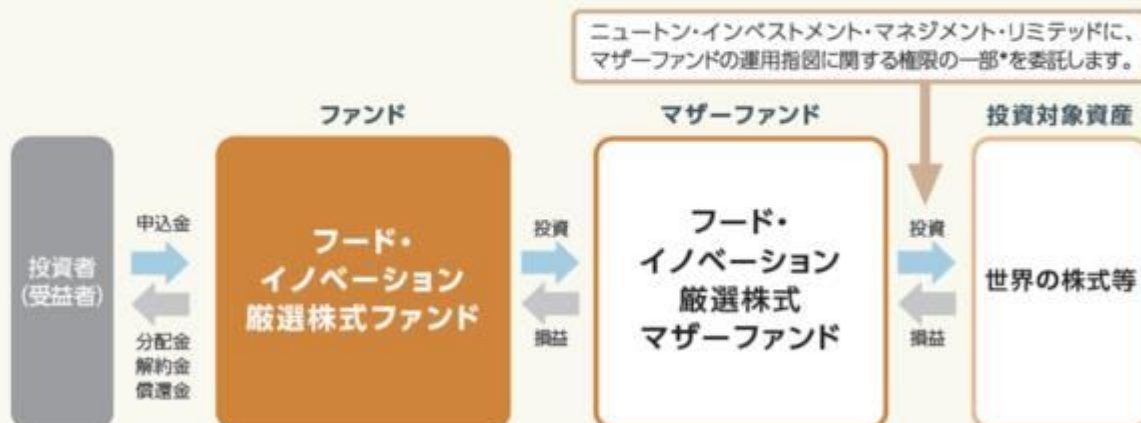 ニュートン・インベストメント・マネジメント・リミテッドに、
マザーファンドの運用指図に関する権限の一部*を委託します。
ファンド
マザーファンド
投資対象資産
投資者
(受益者)
申込金
分配金
解約金
償還金
フード・
イノベーション
厳選株式ファンド
投資
損益
フード・
イノベーション
厳選株式
マザーファンド
投資
損益
世界の株式等